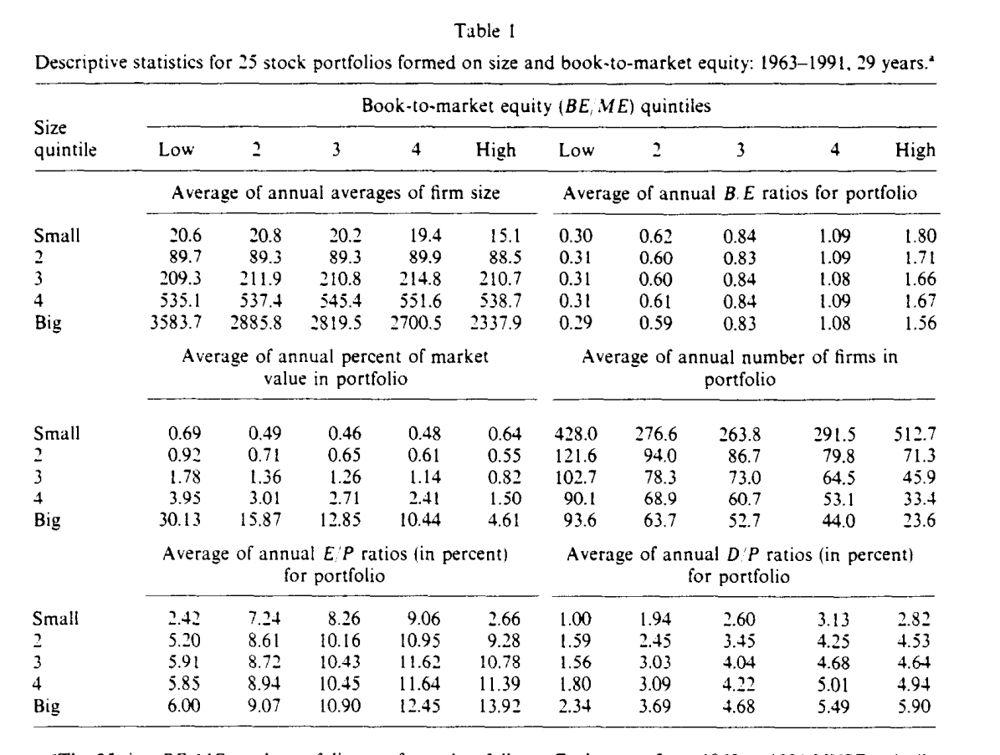 Table 1
Descriptive statistics for 25 stock portfolios formed on size and book-to-market equity: 1963–1991, 29 years.ª
Book-to-market equity (BE/ME) quintiles
Size
quintile Low 2 3 4 High Low 2 3 4 High
Average of annual averages of firm size Average of annual B.E ratios for portfolio
Small 20.6 20.8 20.2 19.4 15.1 0.30 0.62 0.84 1.09 1.80
2 89.7 89.3 89.3 89.9 88.5 0.31 0.60 0.83 1.09 1.71
3 209.3 211.9 210.8 214.8 210.7 0.31 0.60 0.84 1.08 1.66
4 535.1 537.4 545.4 551.6 538.7 0.31 0.61 0.84 1.09 1.67
Big 3583.7 2885.8 2819.5 2700.5 2337.9 0.29 0.59 0.83 1.08 1.56
Average of annual percent of market Average of annual number of firms in
value in portfolio portfolio
Small 0.69 0.49 0.46 0.48 0.64 428.0 276.6 263.8 291.5 512.7
2 0.92 0.71 0.65 0.61 0.55 121.6 94.0 86.7 79.8 71.3
3 1.78 1.36 1.26 1.14 0.82 102.7 78.3 73.0 64.5 45.9
4 3.95 3.01 2.71 2.41 1.50 90.1 68.9 60.7 53.1 33.4
Big 30.13 15.87 12.85 10.44 4.61 93.6 63.7 52.7 44.0 23.6
Average of annual E/P ratios (in percent) Average of annual D/P ratios (in percent)
for portfolio for portfolio
Small 2.42 7.24 8.26 9.06 2.66 1.00 1.94 2.60 3.13 2.82
2 5.20 8.61 10.16 10.95 9.28 1.59 2.45 3.45 4.25 4.53
3 5.91 8.72 10.43 11.62 10.78 1.56 3.03 4.04 4.68 4.64
4 5.85 8.94 10.45 11.64 11.39 1.80 3.09 4.22 5.01 4.94
Big 6.00 9.07 10.90 12.45 13.92 2.34 3.69 4.68 5.49 5.90